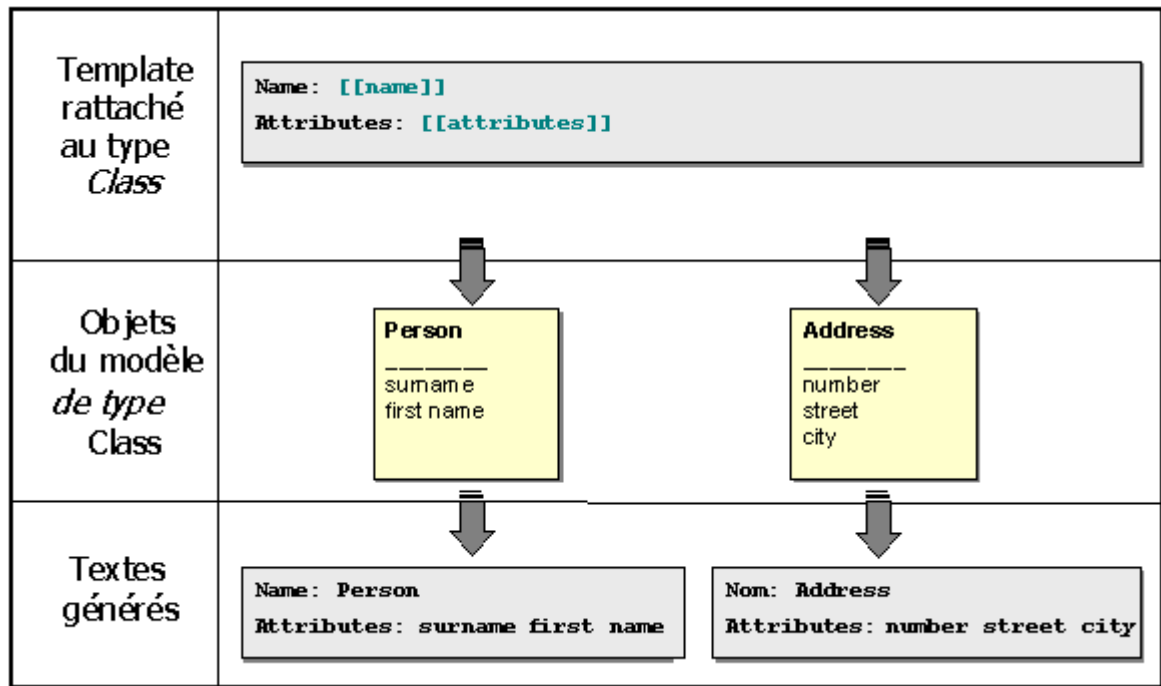 Template
rattaché
au type
Class
Name: [[name]]
Attributes: [[attributes]]
Objets
du modèle
de type
Class
Person
surname
first name
Address
number
street
city
Textes
générés
Name: Person
Attributes: surname first name
Nom: Address
Attributes: number street city